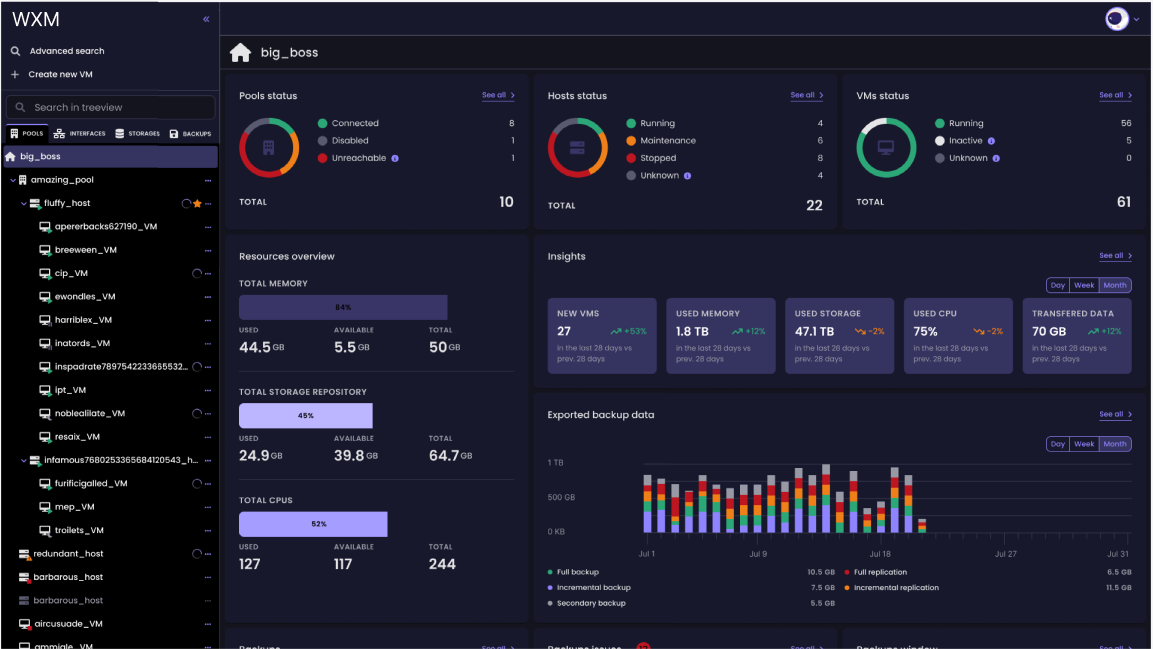 WXM
Advanced search
Create new VM
Search in treeview
POOLS INTERFACES STORAGES BACKUPS
big_boss
amazing_pool
fluffy_host
apererbacks627190_VM
breeween_VM
cip_VM
ewondles_VM
harriblex_VM
inatords_VM
inspadrate7897542233665532...
ipt_VM
noblealilate_VM
resaix_VM
infamous7680253365684120543_h...
furificigalled_VM
mep_VM
troilets_VM
redundant_host
barbarous_host
barbarous_host
aircusuade_VM
ammigle_VM
big_boss
Pools status See all
Connected 8
Disabled 1
Unreachable 1
TOTAL 10
Hosts status See all
Running 4
Maintenance 6
Stopped 8
Unknown 4
TOTAL 22
VMs status See all
Running 56
Inactive 5
Unknown 0
TOTAL 61
Resources overview
TOTAL MEMORY
84%
USED AVAILABLE TOTAL
44.5 GB 5.5 GB 50 GB
TOTAL STORAGE REPOSITORY
45%
USED AVAILABLE TOTAL
24.9 GB 39.8 GB 64.7 GB
TOTAL CPUS
52%
USED AVAILABLE TOTAL
127 117 244
Insights See all
Day Week Month
NEW VMS
27 +53%
in the last 28 days vs
prev. 28 days
USED MEMORY
1.8 TB +12%
in the last 28 days vs
prev. 28 days
USED STORAGE
47.1 TB -2%
in the last 28 days vs
prev. 28 days
USED CPU
75% -2%
in the last 28 days vs
prev. 28 days
TRANSFERED DATA
70 GB +12%
in the last 28 days vs
prev. 28 days
Exported backup data See all
Day Week Month
1 TB
500 GB
0 KB
Jul 1 Jul 9 Jul 18 Jul 27 Jul 31
Full backup 10.5 GB
Full replication 6.5 GB
Incremental backup 7.5 GB
Incremental replication 11.5 GB
Secondary backup 5.5 GB
Backups See all
Backups issues See all
Backups window See all